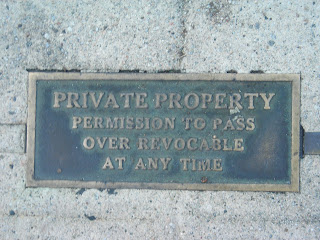 PRIVATE PROPERTY
PERMISSION TO PASS
OVER REVOCABLE
AT ANY TIME